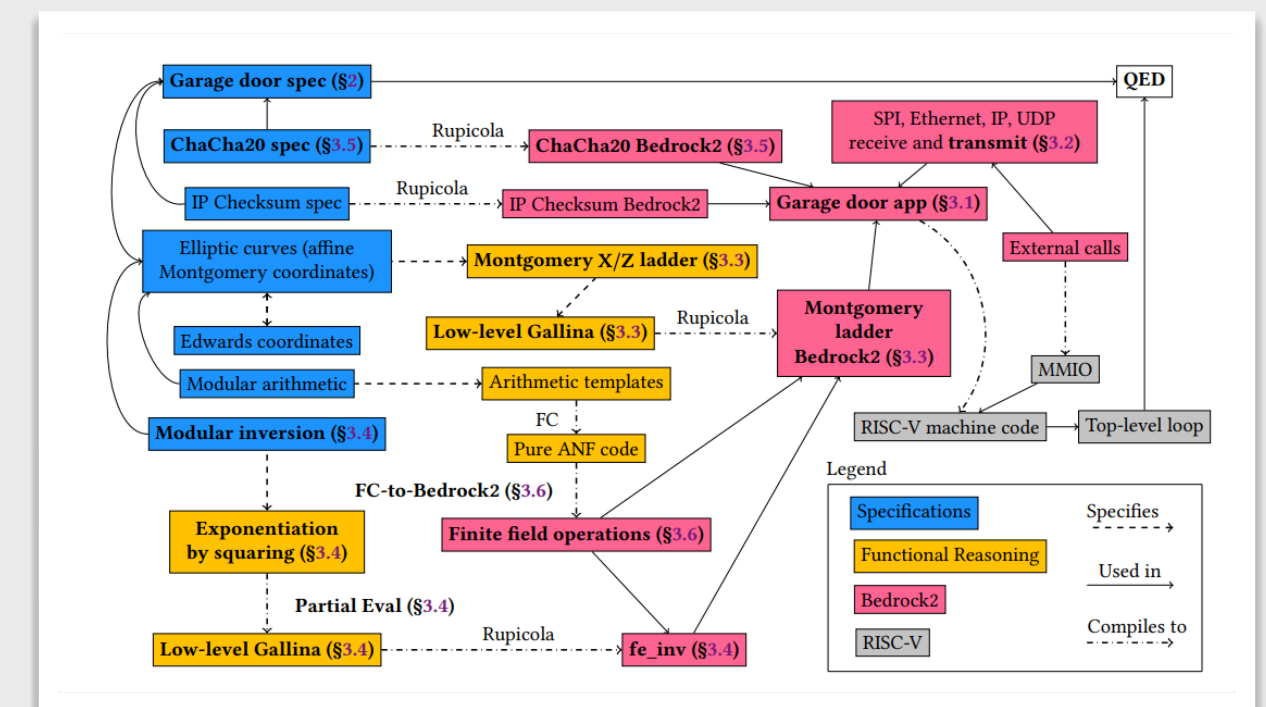 Garage door spec (§2)
QED
SPI, Ethernet, IP, UDP
receive and transmit (§3.2)
ChaCha20 spec (§3.5)
Rupicola
ChaCha20 Bedrock2 (§3.5)
IP Checksum spec
Rupicola
IP Checksum Bedrock2
Garage door app (§3.1)
Elliptic curves (affine
Montgomery coordinates)
Montgomery X/Z ladder (§3.3)
External calls
Edwards coordinates
Low-level Gallina (§3.3)
Rupicola
Montgomery
ladder
Bedrock2 (§3.3)
Modular arithmetic
Arithmetic templates
MMIO
Modular inversion (§3.4)
FC
Pure ANF code
RISC-V machine code
Top-level loop
FC-to-Bedrock2 (§3.6)
Exponentiation
by squaring (§3.4)
Finite field operations (§3.6)
Partial Eval (§3.4)
Low-level Gallina (§3.4)
Rupicola
fe_inv (§3.4)
Legend
Specifications
Specifies
Functional Reasoning
Used in
Bedrock2
Compiles to
RISC-V